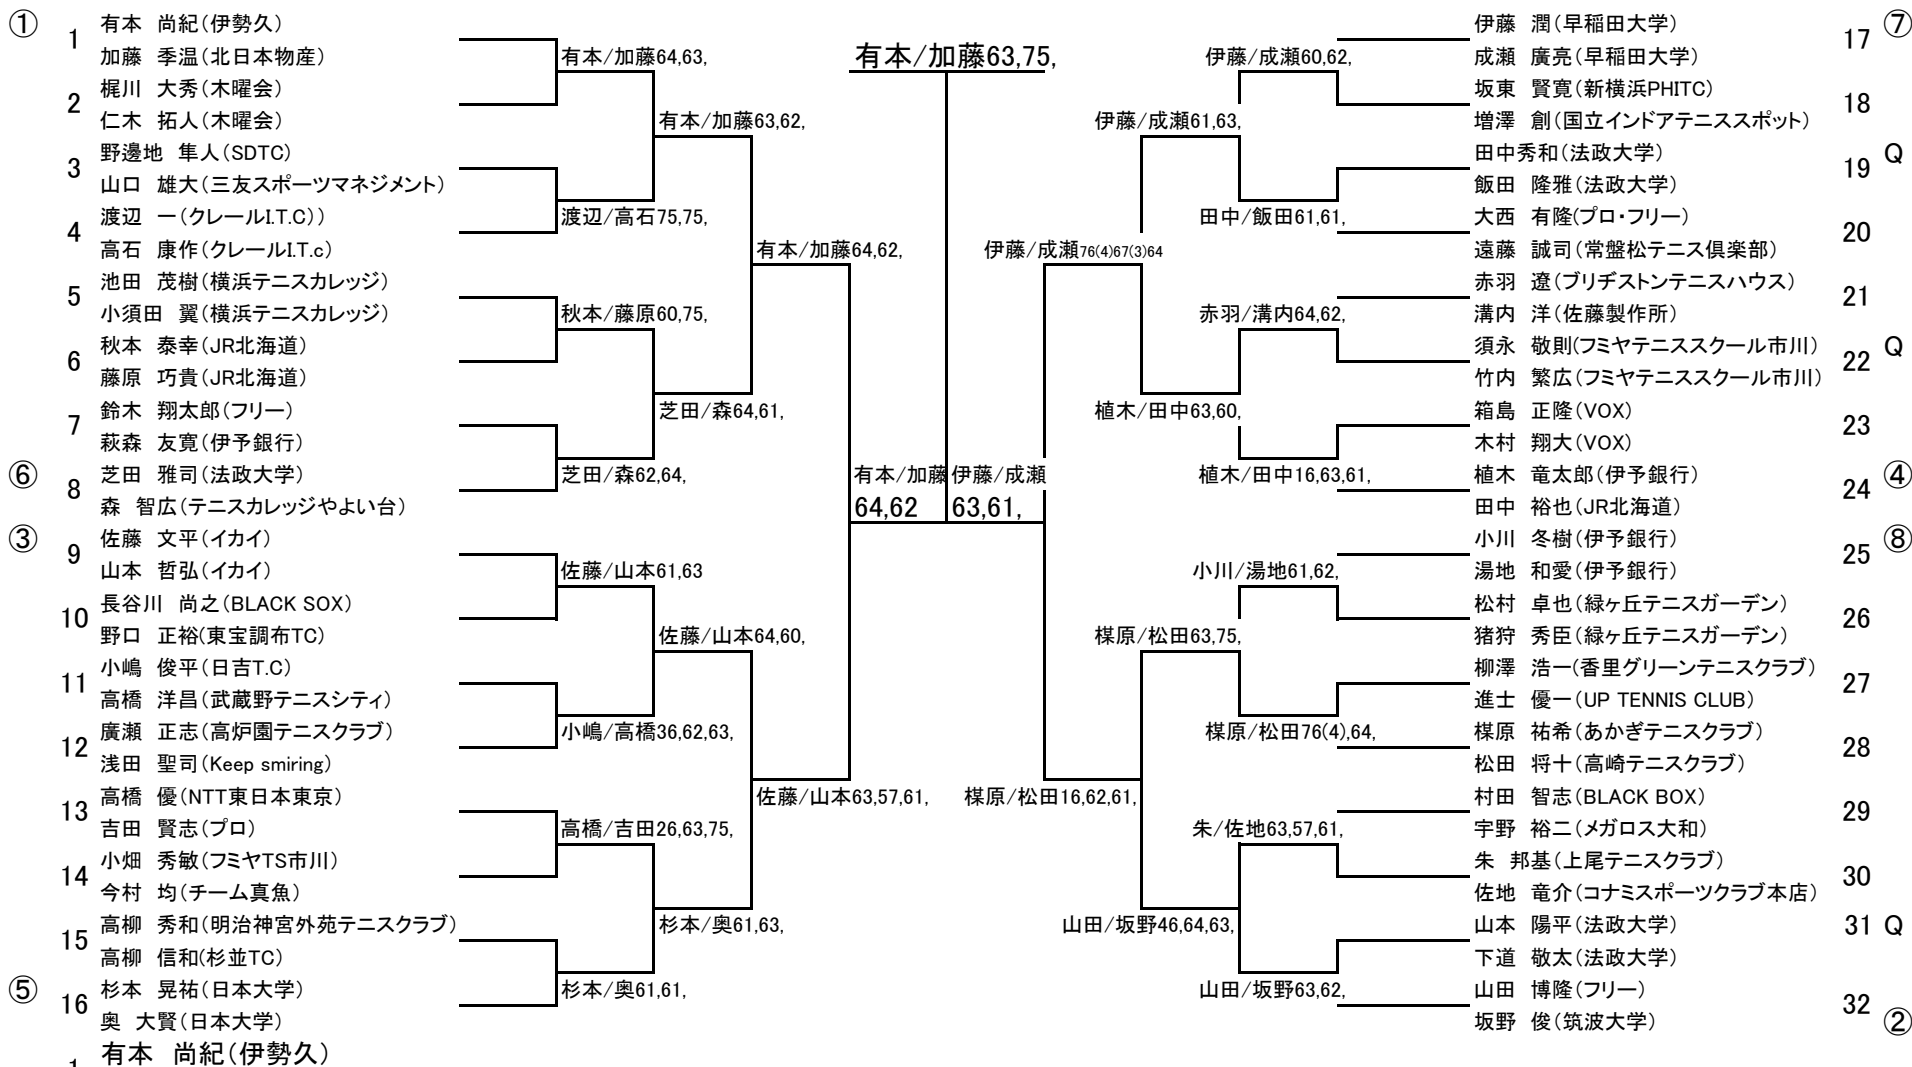 ① 有本　尚紀（伊勢久）
1
加藤　季温（北日本物産）
梶川　大秀（木曜会）
2
仁木　拓人（木曜会）
野邊地　隼人（SDTC）
3
山口　雄大（三友スポーツマネジメント）
渡辺　一（クレールI.T.C））
4
高石　康作（クレールI.T.c）
池田　茂樹（横浜テニスカレッジ）
5
小須田　翼（横浜テニスカレッジ）
秋本　泰幸（JR北海道）
6
藤原　巧貴（JR北海道）
鈴木　翔太郎（フリー）
7
萩森　友寛（伊予銀行）
⑥ 芝田　雅司（法政大学）
8
森　智広（テニスカレッジやよい台）
③ 佐藤　文平（イカイ）
9
山本　哲弘（イカイ）
長谷川　尚之（BLACK SOX）
10
野口　正裕（東宝調布TC）
小嶋　俊平（日吉T.C）
11
高橋　洋昌（武蔵野テニスシティ）
廣瀬　正志（高炉園テニスクラブ）
12
浅田　聖司（Keep smiring）
高橋　優（NTT東日本東京）
13
吉田　賢志（プロ）
小畑　秀敏（フミヤTS市川）
14
今村　均（チーム真魚）
高柳　秀和（明治神宮外苑テニスクラブ）
15
高柳　信和（杉並TC）
⑤ 杉本　晃祐（日本大学）
16
奥　大賢（日本大学）
有本　尚紀（伊勢久）
1
有本/加藤64,63,
渡辺/高石75,75,
秋本/藤原60,75,
芝田/森62,64,
佐藤/山本61,63
小嶋/高橋36,62,63,
高橋/吉田26,63,75,
杉本/奥61,61,
有本/加藤63,62,
芝田/森64,61,
佐藤/山本64,60,
杉本/奥61,63,
有本/加藤64,62,
佐藤/山本63,57,61,
有本/加藤
64,62
有本/加藤63,75,
伊藤/成瀬
63,61,
伊藤/成瀬76(4)67(3)64
楳原/松田16,62,61,
伊藤/成瀬61,63,
植木/田中63,60,
楳原/松田63,75,
山田/坂野46,64,63,
伊藤/成瀬60,62,
田中/飯田61,61,
赤羽/溝内64,62,
植木/田中16,63,61,
小川/湯地61,62,
楳原/松田76(4),64,
朱/佐地63,57,61,
山田/坂野63,62,
伊藤　潤（早稲田大学） ⑦
17
成瀬　廣亮（早稲田大学）
坂東　賢寛（新横浜PHITC）
18
増澤　創（国立インドアテニススポット）
田中秀和（法政大学） Q
19
飯田　隆雅（法政大学）
大西　有隆(プロ・フリー）
20
遠藤　誠司（常盤松テニス倶楽部）
赤羽　遼（ブリヂストンテニスハウス）
21
溝内　洋（佐藤製作所）
須永　敬則(フミヤテニススクール市川） Q
22
竹内　繁広（フミヤテニススクール市川）
箱島　正隆（VOX）
23
木村　翔大（VOX）
植木　竜太郎（伊予銀行） ④
24
田中　裕也（JR北海道）
小川　冬樹（伊予銀行） ⑧
25
湯地　和愛（伊予銀行）
松村　卓也（緑ヶ丘テニスガーデン）
26
猪狩　秀臣（緑ヶ丘テニスガーデン）
柳澤　浩一（香里グリーンテニスクラブ）
27
進士　優一（UP TENNIS CLUB）
楳原　祐希（あかぎテニスクラブ）
28
松田　将十（高崎テニスクラブ）
村田　智志（BLACK BOX）
29
宇野　裕二（メガロス大和）
朱　邦基（上尾テニスクラブ）
30
佐地　竜介（コナミスポーツクラブ本店）
山本　陽平（法政大学） 31 Q
下道　敬太（法政大学）
山田　博隆（フリー）
32
坂野　俊（筑波大学） ②